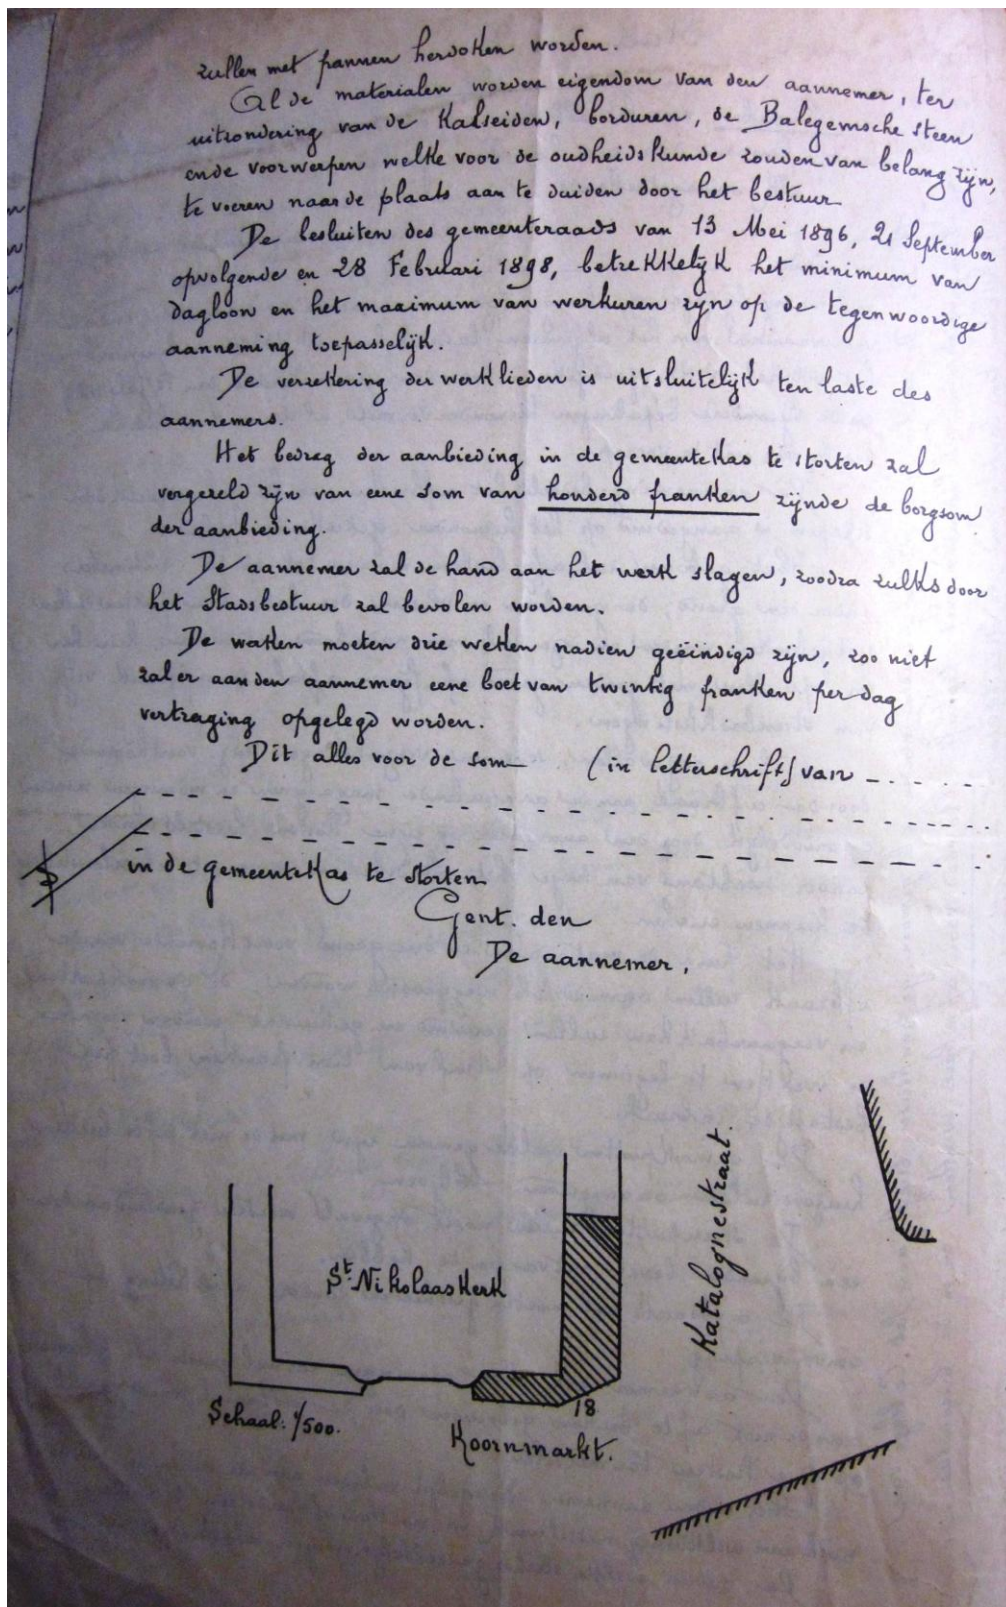 zullen met pannen herdoken worden.
Al de materialen worden eigendom van den aannemer, ter
uitzondering van de Kalseiden, borduren, de Balegemsche steen
en de voorwerpen welke voor de oudheidskunde zouden van belang zijn,
te voeren naar de plaats aan te duiden door het bestuur
De besluiten des gemeenteraads van 13 Mei 1896, 21 September
opvolgende en 28 Februari 1898, betrekkelijk het minimum van
dagloon en het maximum van werkuren zijn op de tegenwoordige
aanneming toepasselijk.
De verzekering der werklieden is uitsluitelijk ten laste des
aannemers.
Het bedrag der aanbieding in de gemeentekas te storten zal
vergezeld zijn van eene som van honderd franken zijnde de borgsom
der aanbieding.
De aannemer zal de hand aan het werk slagen, zoodra zulks door
het Stadsbestuur zal bevolen worden.
De werken moeten drie weken nadien geëindigd zijn, zoo niet
zal er aan den aannemer eene boet van twintig franken per dag
vertraging opgelegd worden.
Dit alles voor de som (in letterschrift) van
in de gemeentekas te storten
Gent. den
De aannemer,
Katalognestraat.
St Nikolaaskerk
18
Schaal: 1/500.
Koornmarkt.